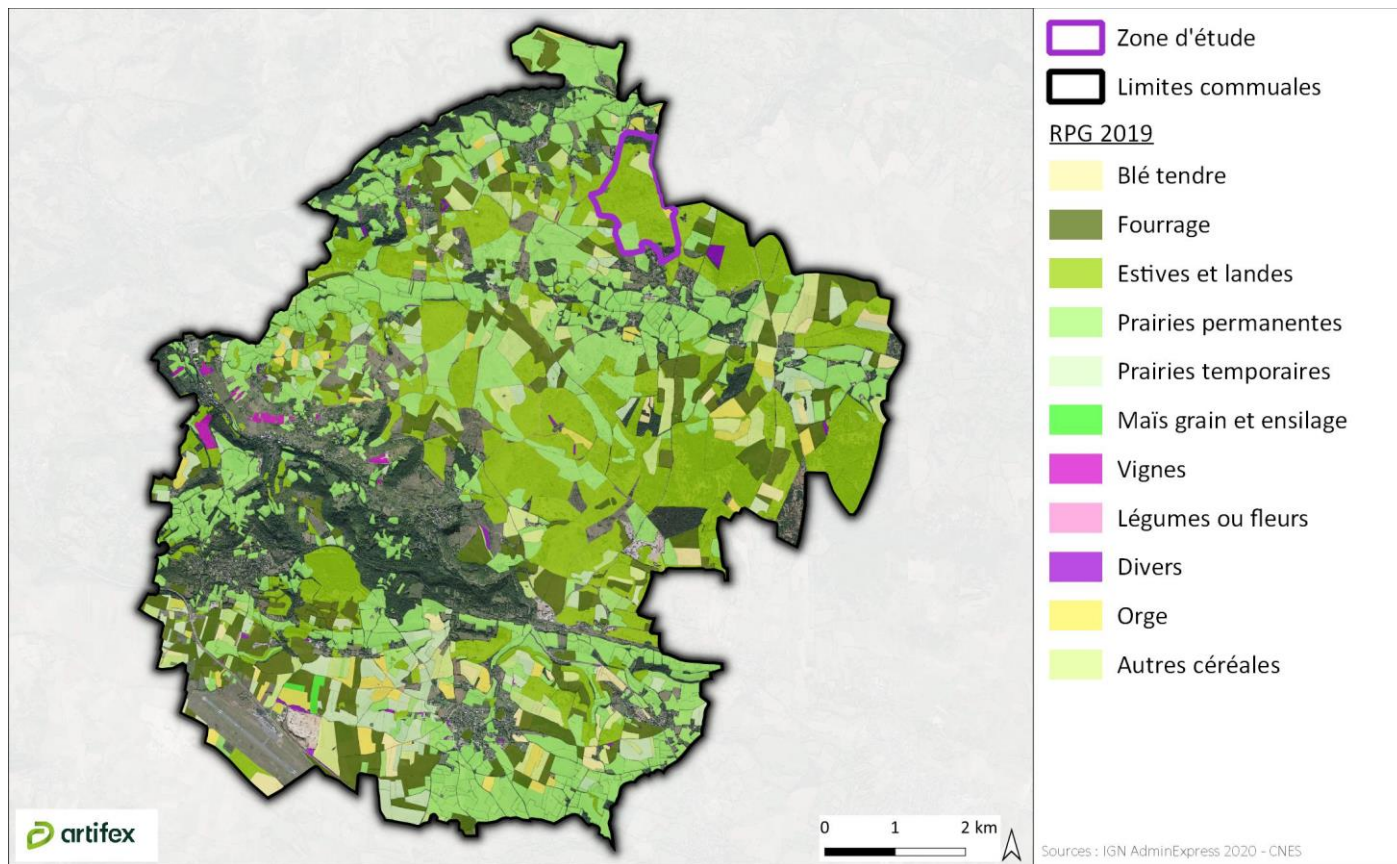 Zone d'étude
Limites commuales
RPG 2019
Blé tendre
Fourrage
Estives et landes
Prairies permanentes
Prairies temporaires
Maïs grain et ensilage
Vignes
Légumes ou fleurs
Divers
Orge
Autres céréales
artifex
0 1 2 km
Sources : IGN AdminExpress 2020 - CNES